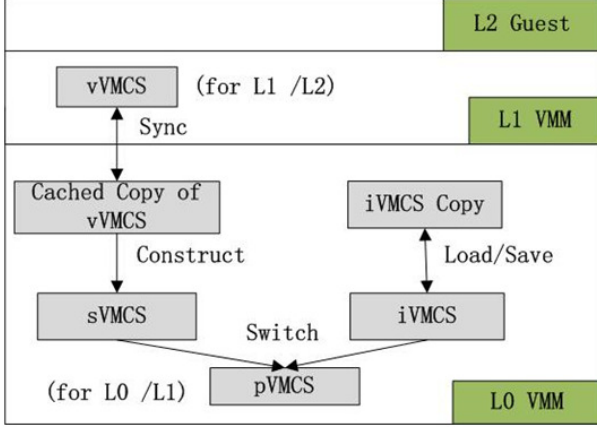 L2 Guest
vVMCS
(for L1 /L2)
L1 VMM
Sync
Cached Copy of
vVMCS
iVMCS Copy
Construct
Load/Save
sVMCS
iVMCS
Switch
(for L0 /L1)
pVMCS
L0 VMM